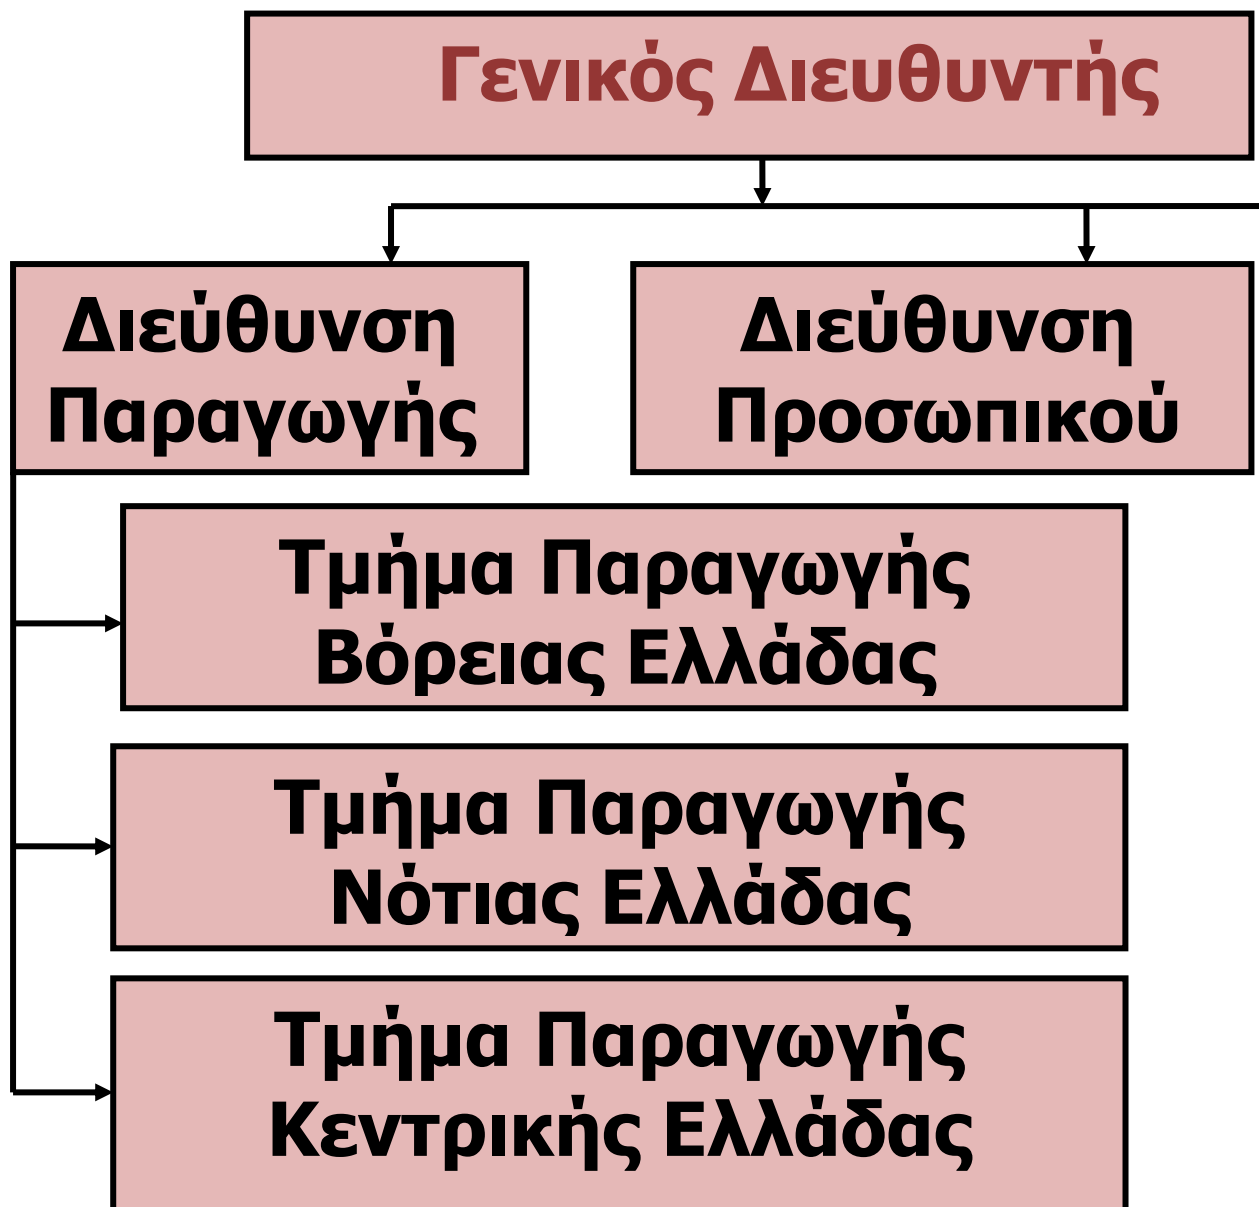 Γενικός Διευθυντής
Διεύθυνση
Παραγωγής
Διεύθυνση
Προσωπικού
Τμήμα Παραγωγής
Βόρειας Ελλάδας
Τμήμα Παραγωγής
Νότιας Ελλάδας
Τμήμα Παραγωγής
Κεντρικής Ελλάδας